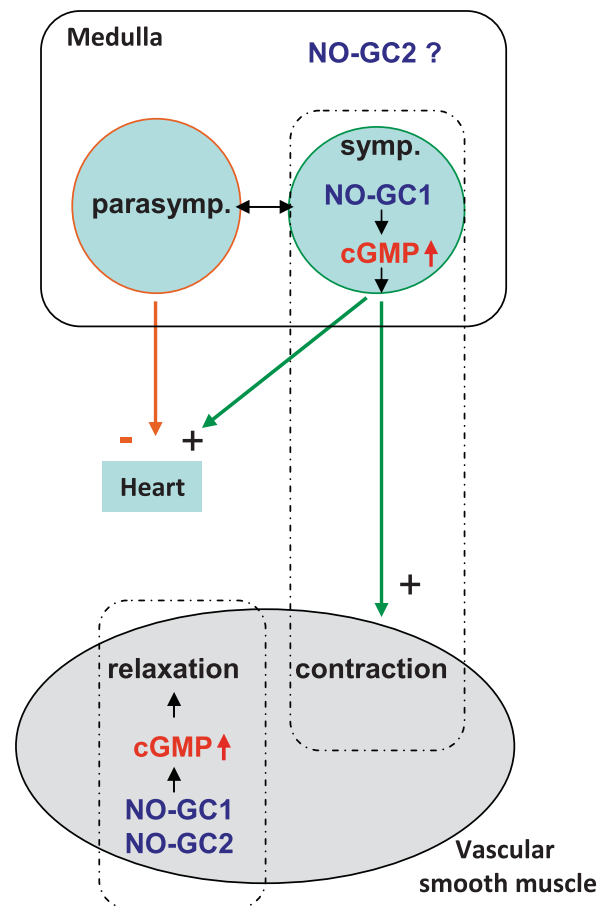 Medulla
NO-GC2 ?
symp.
parasymp.
NO-GC1
cGMP
-
+
Heart
+
relaxation
contraction
cGMP
NO-GC1
NO-GC2
Vascular
smooth muscle